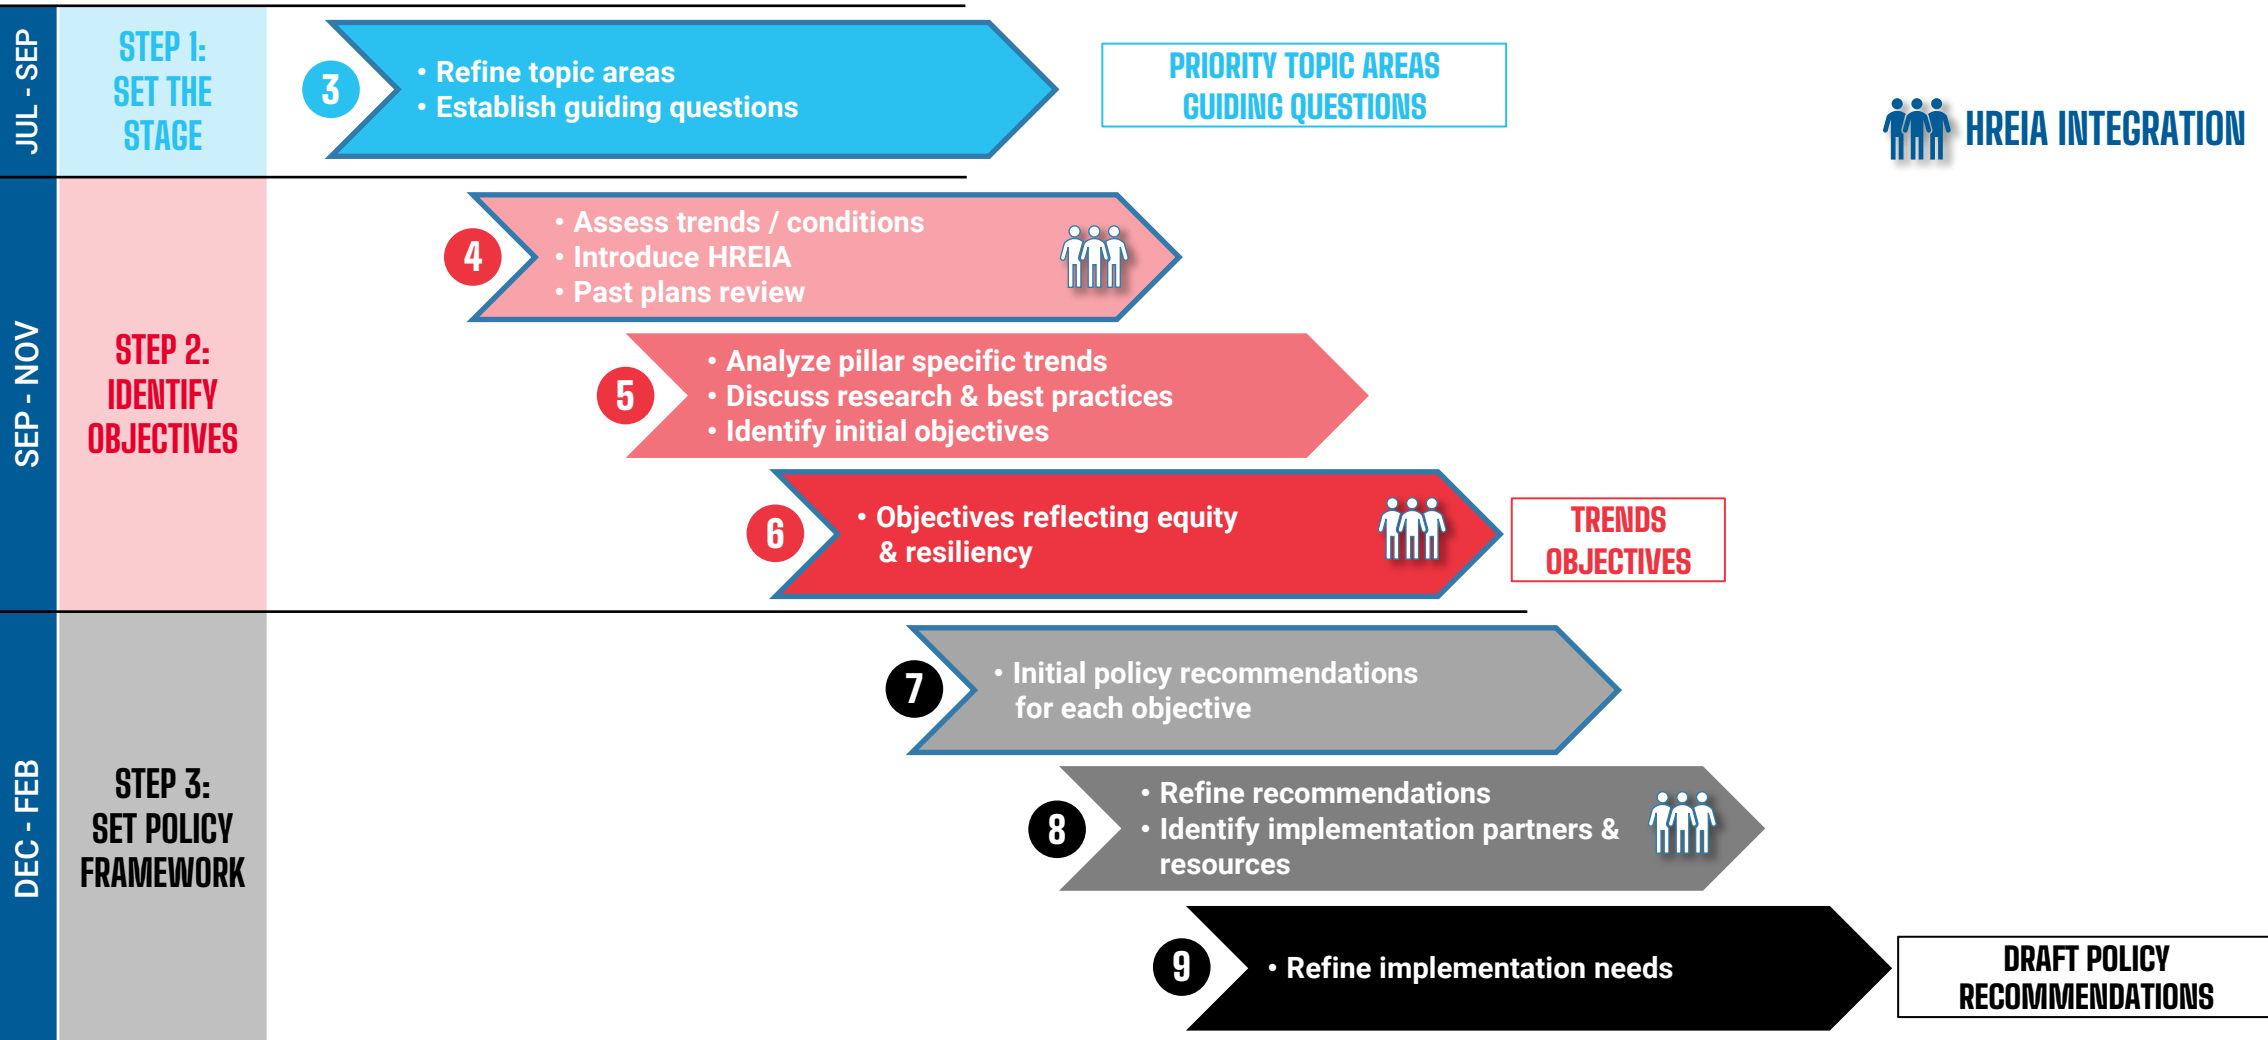 JUL - SEP
STEP 1:
SET THE
STAGE
3
• Refine topic areas
• Establish guiding questions
PRIORITY TOPIC AREAS
GUIDING QUESTIONS
HREIA INTEGRATION
SEP - NOV
STEP 2:
IDENTIFY
OBJECTIVES
4
• Assess trends / conditions
• Introduce HREIA
• Past plans review
5
• Analyze pillar specific trends
• Discuss research & best practices
• Identify initial objectives
6
• Objectives reflecting equity
& resiliency
TRENDS
OBJECTIVES
DEC - FEB
STEP 3:
SET POLICY
FRAMEWORK
7
• Initial policy recommendations
for each objective
8
• Refine recommendations
• Identify implementation partners &
resources
9
• Refine implementation needs
DRAFT POLICY
RECOMMENDATIONS